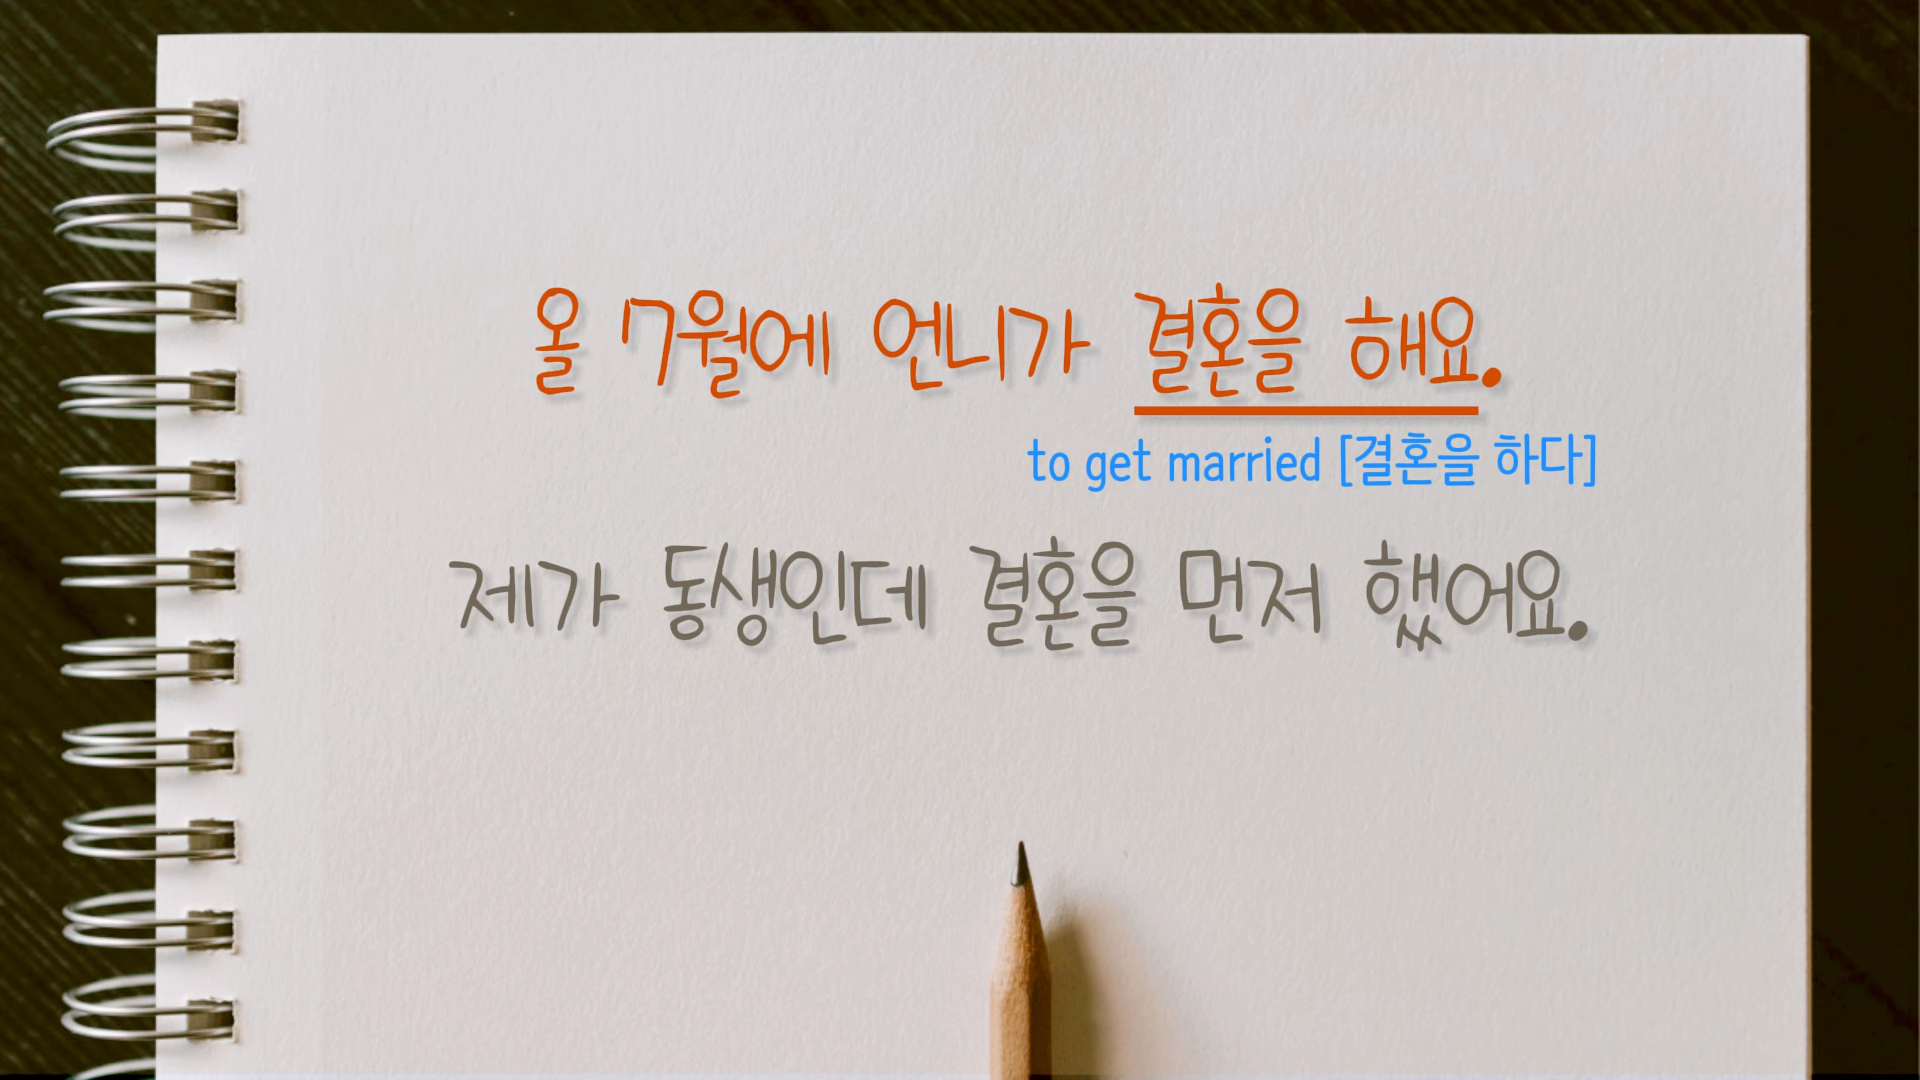 올 7월에 언니가 결혼을 해요.
to get married [결혼을 하다]
제가 동생인데 결혼을 먼저 했어요.